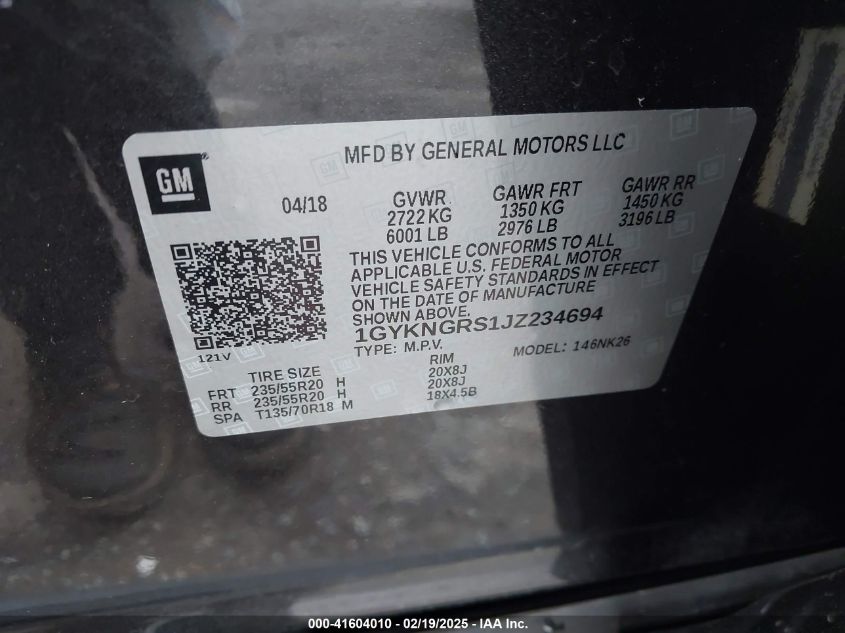 MFD BY GENERAL MOTORS LLC
GM
04/18
GVWR GAWR FRT GAWR RR
2722 KG 1350 KG 1450 KG
6001 LB 2976 LB 3196 LB
THIS VEHICLE CONFORMS TO ALL
APPLICABLE U.S. FEDERAL MOTOR
VEHICLE SAFETY STANDARDS IN EFFECT
ON THE DATE OF MANUFACTURE
SHOWN ABOVE.
1GYKNGRS1JZ234694
121V
TYPE: M.P.V. MODEL: 146NK26
TIRE SIZE RIM
FRT 235/55R20 H 20X8J
RR 235/55R20 H 20X8J
SPA T135/70R18 M 18X4.5B
000-41604010 - 02/19/2025 - IAA Inc.